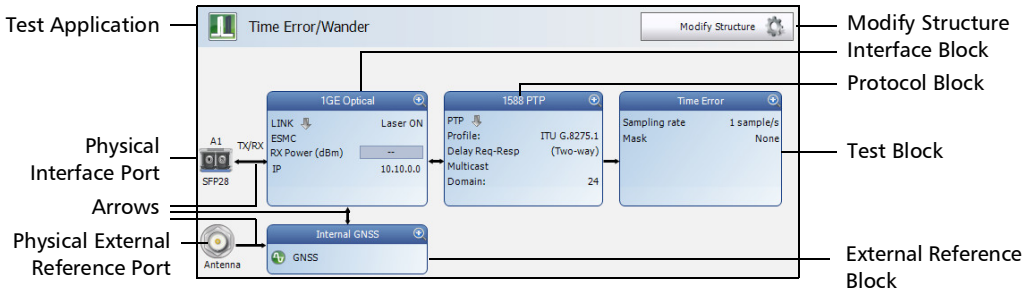 Test Application
Time Error/Wander
Modify Structure
Modify Structure
Interface Block
Protocol Block
1GE Optical
LINK
Laser ON
ESMC
RX Power (dBm)
--
IP
10.10.0.0
1588 PTP
PTP
Profile:
ITU G.8275.1
Delay Req-Resp
(Two-way)
Multicast
Domain:
24
Time Error
Sampling rate
1 sample/s
Mask
None
Test Block
A1
TX/RX
SFP28
Physical
Interface Port
Arrows
Physical External
Reference Port
Antenna
Internal GNSS
GNSS
External Reference
Block